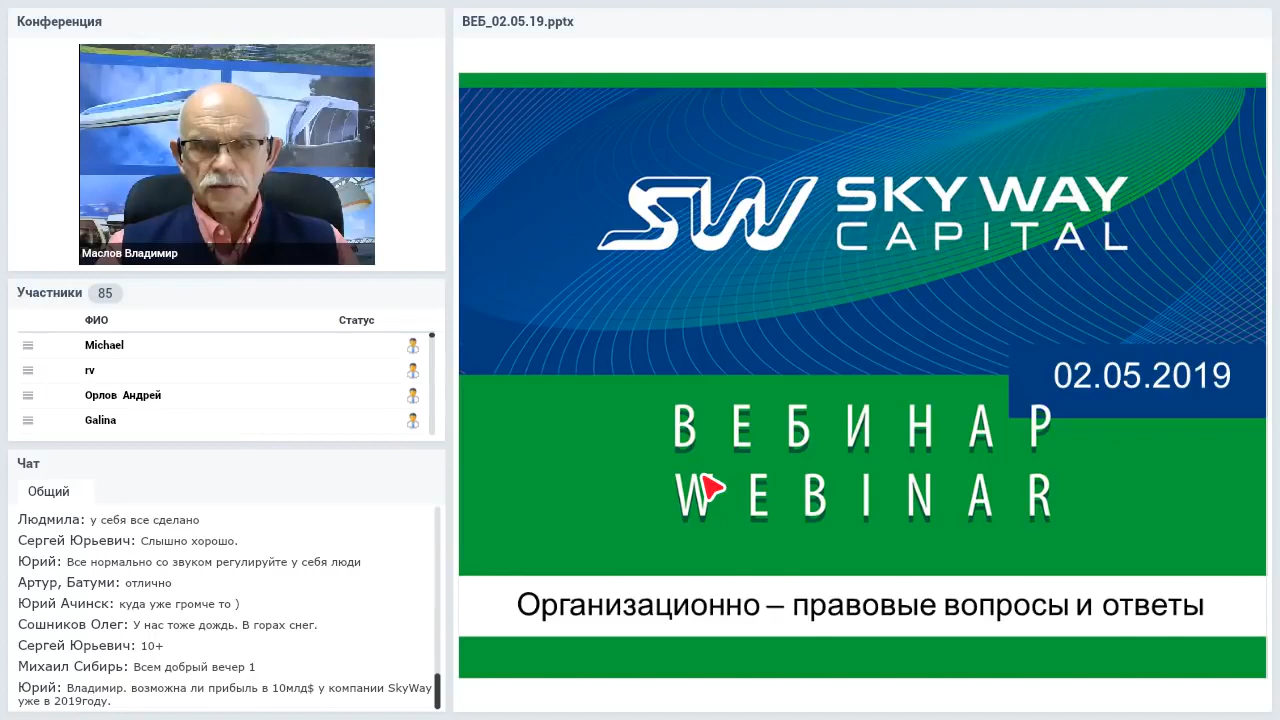 Конференция
Маслов Владимир
Участники 85
ФИО Статус
Michael
rv
Орлов Андрей
Galina
Чат
Общий
Людмила: у себя все сделано
Сергей Юрьевич: Слышно хорошо.
Юрий: Все нормально со звуком регулируйте у себя люди
Артур, Батуми: отлично
Юрий Ачинск: куда уже громче то )
Сошников Олег: У нас тоже дождь. В горах снег.
Сергей Юрьевич: 10+
Михаил Сибирь: Всем добрый вечер 1
Юрий: Владимир. возможна ли прибыль в 10млд$ у компании SkyWay
уже в 2019году.
ВЕБ_02.05.19.pptx
SW SKY WAY
CAPITAL
02.05.2019
ВЕБИНАР
WEBINAR
Организационно – правовые вопросы и ответы